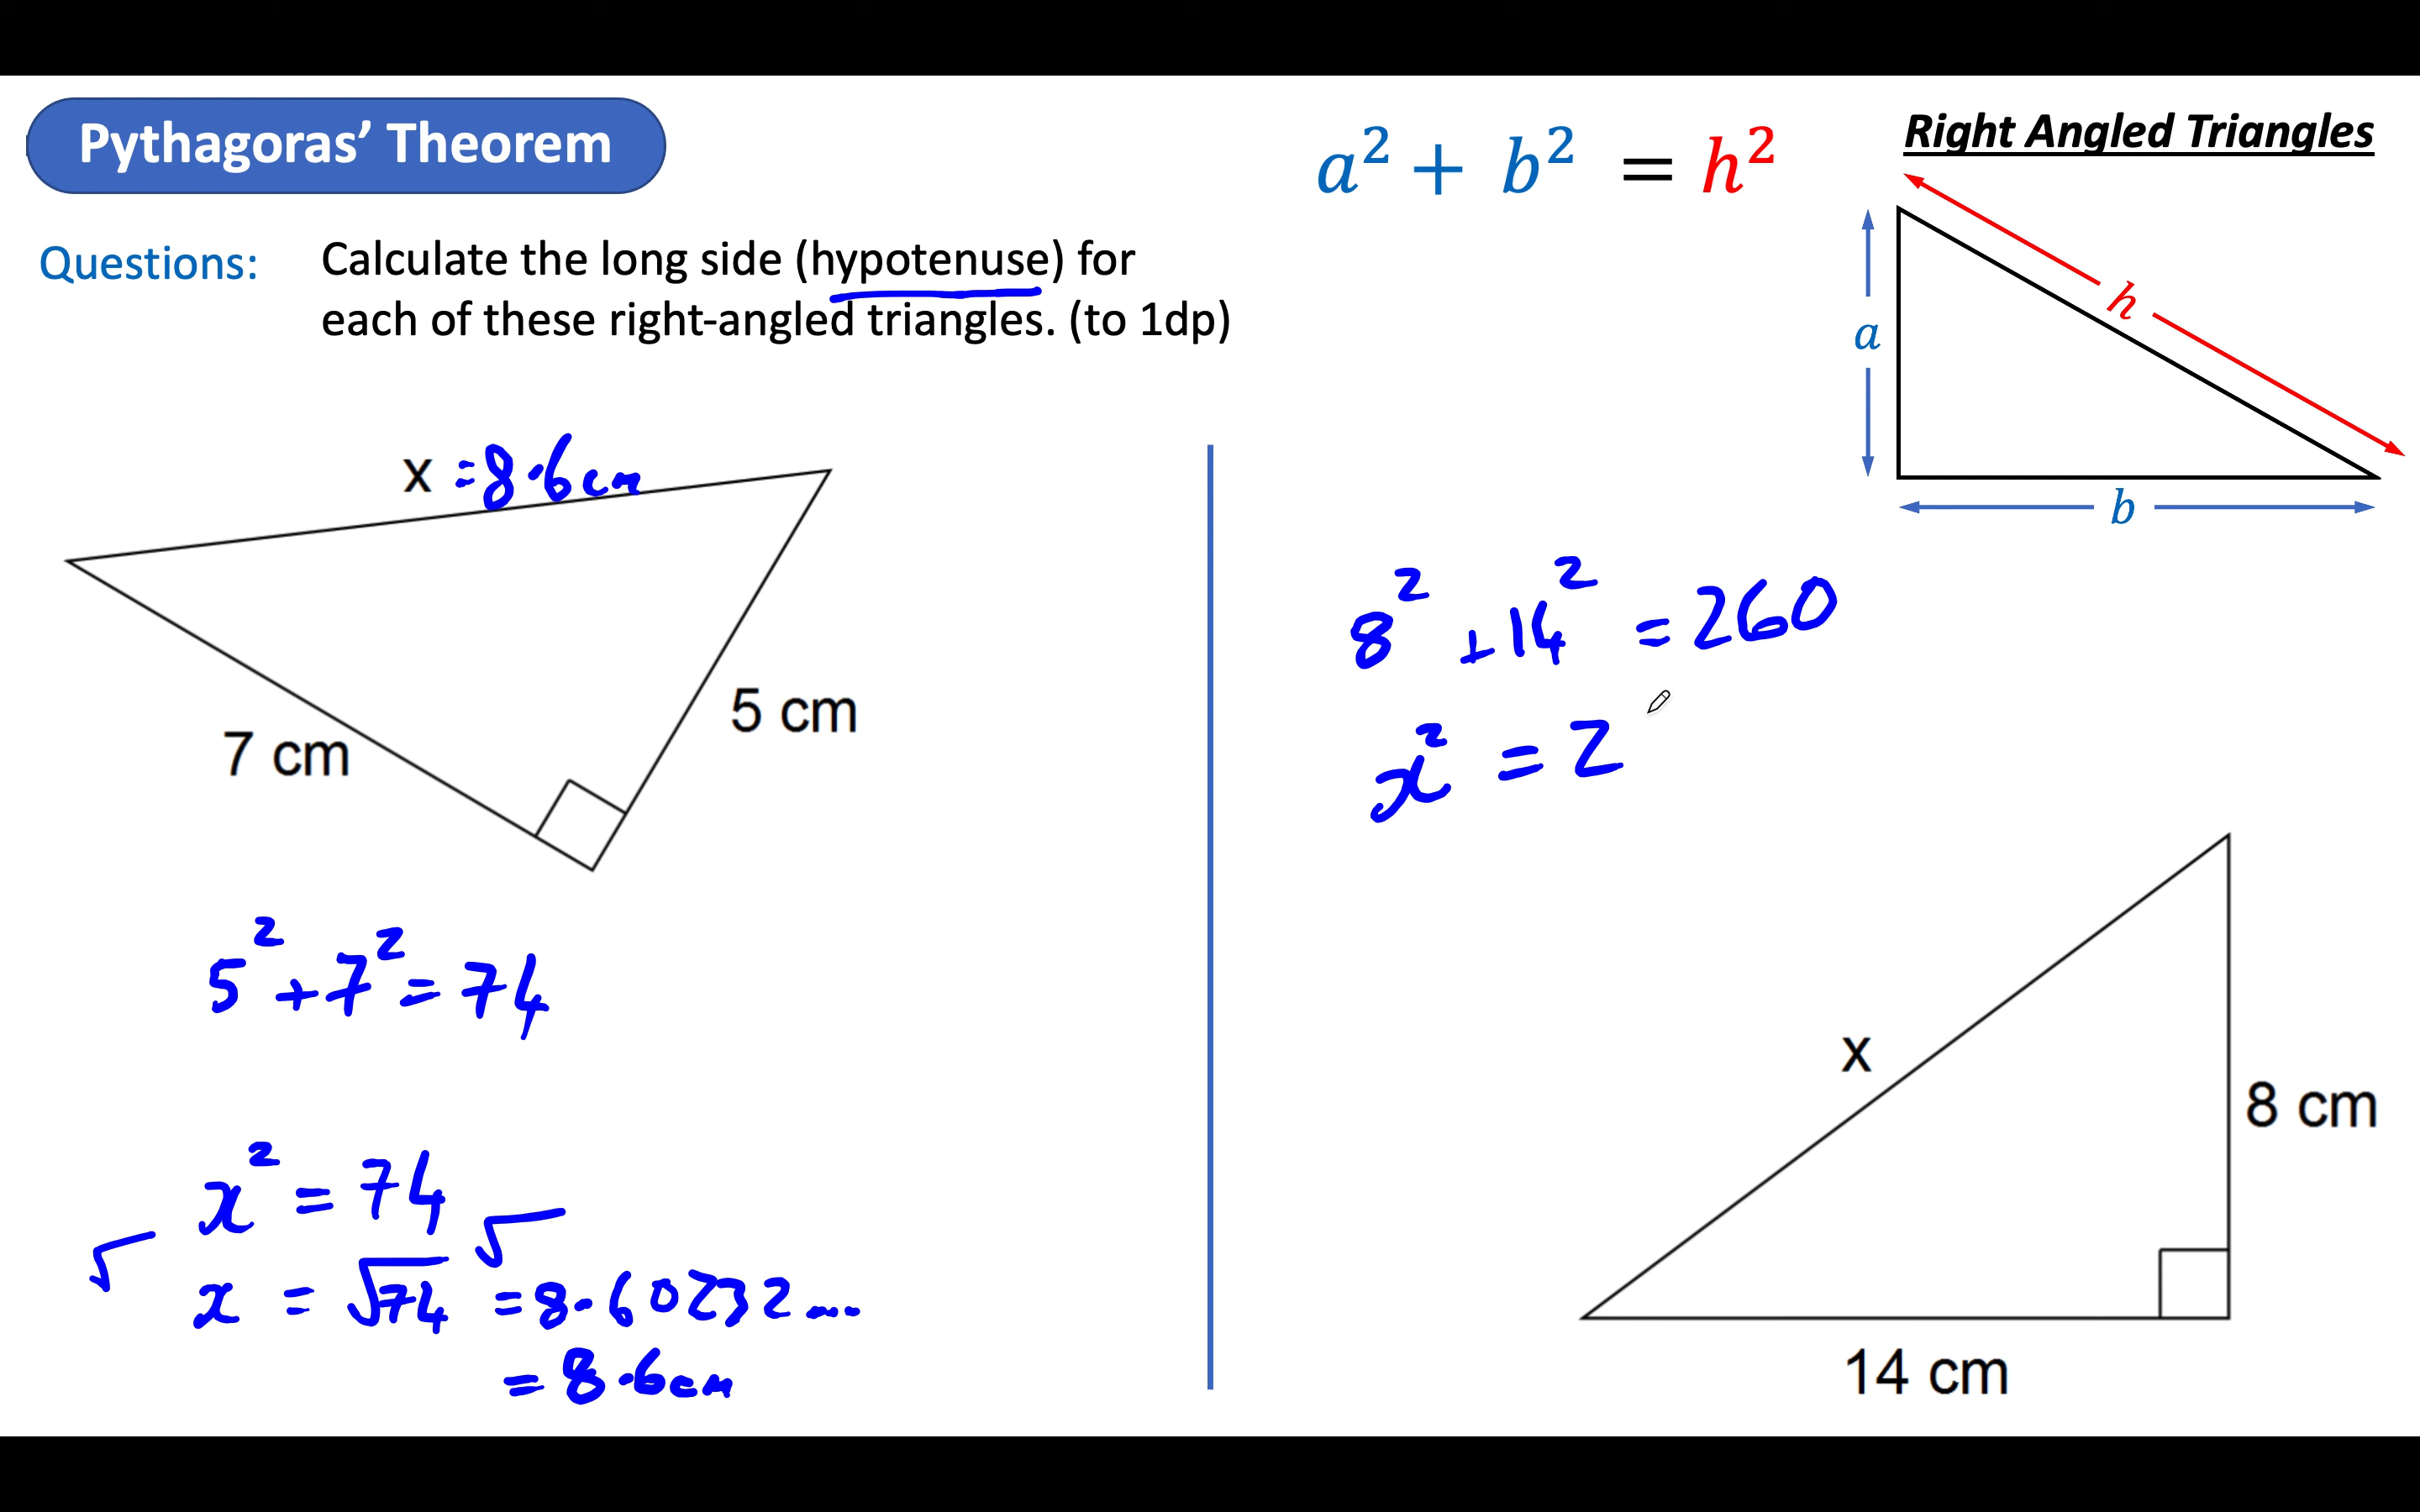 Pythagoras’ Theorem
a² + b² = h²
Right Angled Triangles
Questions: Calculate the long side (hypotenuse) for
each of these right-angled triangles. (to 1dp)
a
h
b
x =8·6cm
7 cm
5 cm
5²+7²=74
x² = 74
√ √
x = √74 =8·60232...
=8·6cm
8² +14² =260
x² = 2
x
8 cm
14 cm